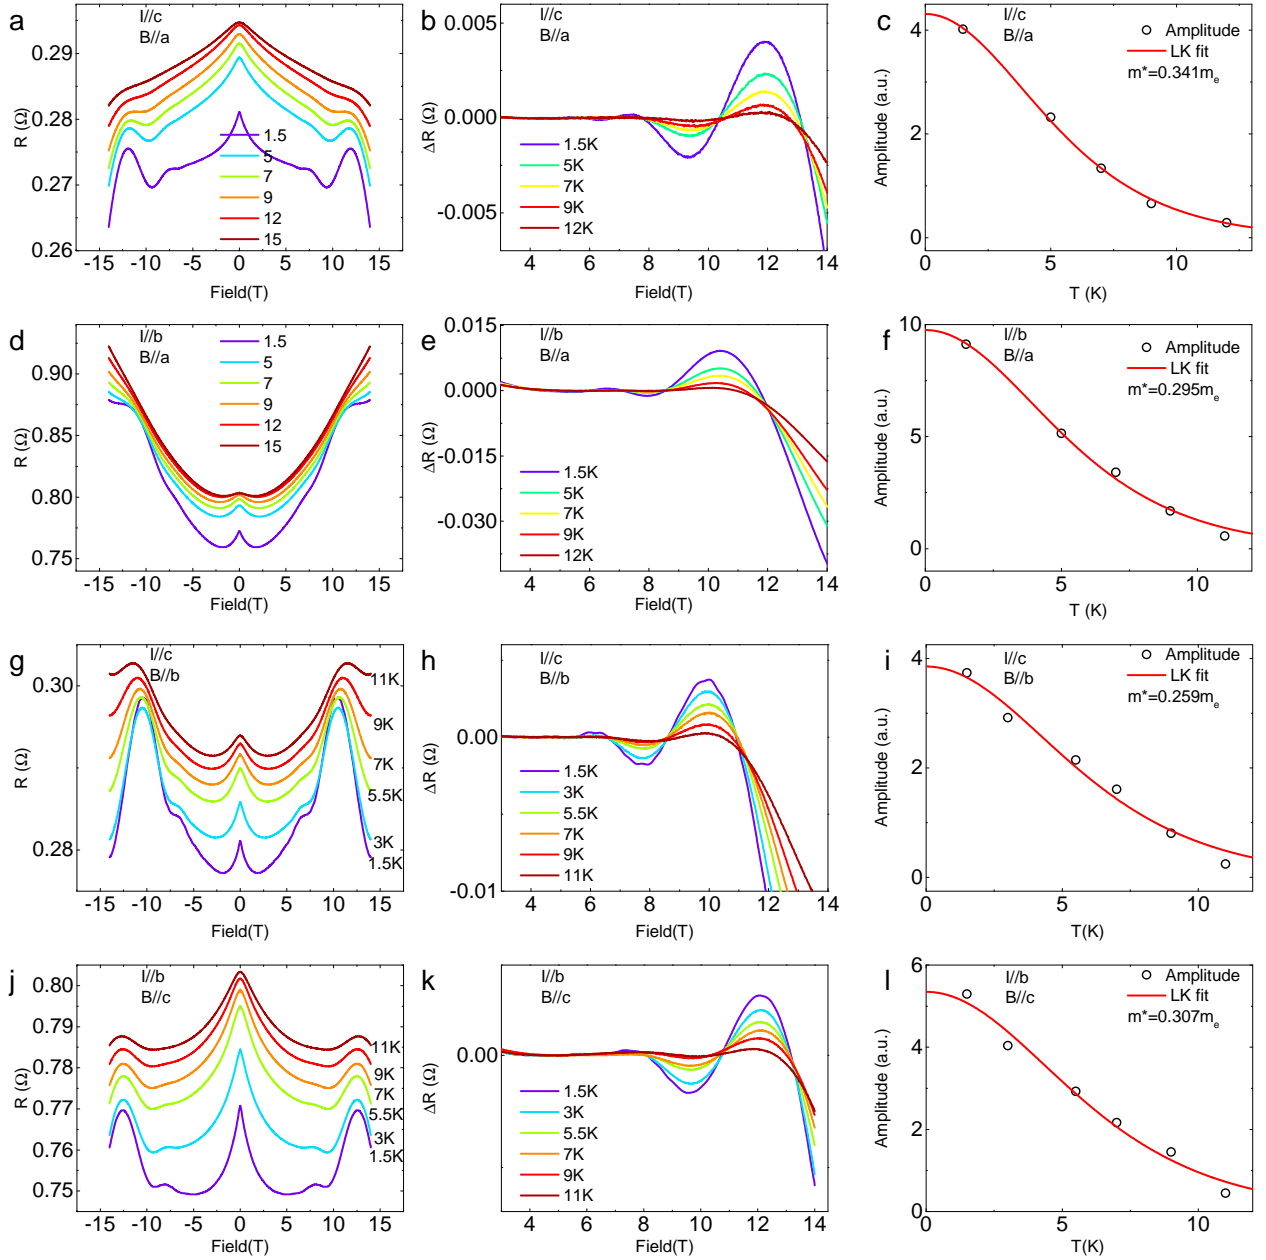 a
I//c
B//a
R (Ω)
0.29
0.28
0.27
0.26
1.5
5
7
9
12
15
-15 -10 -5 0 5 10 15
Field(T)
b
I//c
B//a
ΔR (Ω)
0.005
0.000
-0.005
1.5K
5K
7K
9K
12K
4 6 8 10 12 14
Field(T)
c
I//c
B//a
Amplitude
LK fit
m*=0.341me
Amplitude (a.u.)
4
2
0
0 5 10
T (K)
d
I//b
B//a
R (Ω)
0.90
0.85
0.80
0.75
1.5
5
7
9
12
15
-15 -10 -5 0 5 10 15
Field(T)
e
I//b
B//a
ΔR (Ω)
0.015
0.000
-0.015
-0.030
1.5K
5K
7K
9K
12K
4 6 8 10 12 14
Field(T)
f
I//b
B//a
Amplitude
LK fit
m*=0.295me
Amplitude (a.u.)
10
5
0
0 5 10
T (K)
g
I//c
B//b
R (Ω)
0.30
0.28
11K
9K
7K
5.5K
3K
1.5K
-15 -10 -5 0 5 10 15
Field(T)
h
I//c
B//b
ΔR (Ω)
0.00
-0.01
1.5K
3K
5.5K
7K
9K
11K
4 6 8 10 12 14
Field(T)
i
I//c
B//b
Amplitude
LK fit
m*=0.259me
Amplitude (a.u.)
4
2
0
0 5 10
T(K)
j
I//b
B//c
R (Ω)
0.80
0.79
0.78
0.77
0.76
0.75
11K
9K
7K
5.5K
3K
1.5K
-15 -10 -5 0 5 10 15
Field(T)
k
I//b
B//c
ΔR (Ω)
0.00
1.5K
3K
5.5K
7K
9K
11K
4 6 8 10 12 14
Field(T)
l
I//b
B//c
Amplitude
LK fit
m*=0.307me
Amplitude (a.u.)
6
4
2
0
0 5 10
T(K)